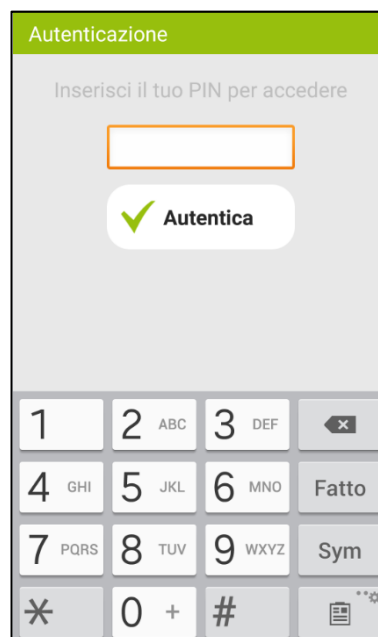 Autenticazione
Inserisci il tuo PIN per accedere
Autentica
1 2 ABC 3 DEF
4 GHI 5 JKL 6 MNO Fatto
7 PQRS 8 TUV 9 WXYZ Sym
* 0 + #